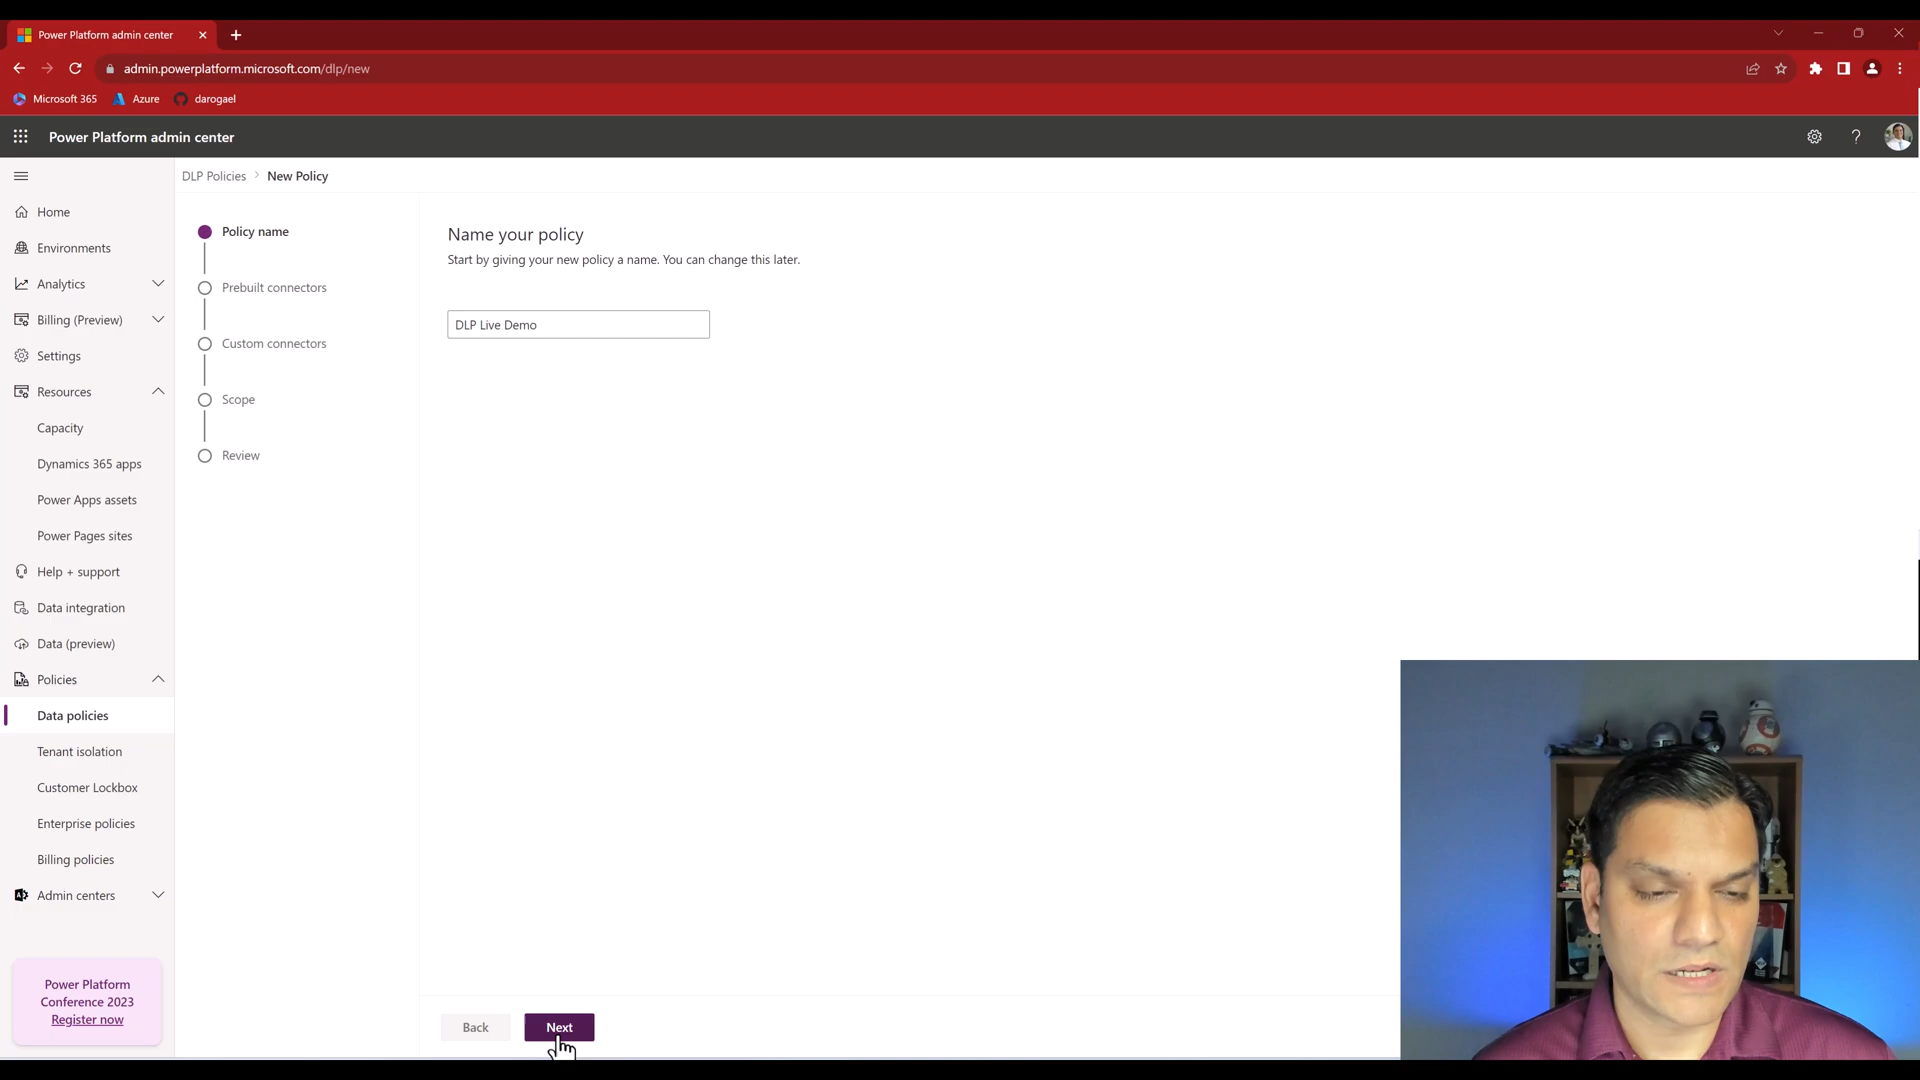 Power Platform admin center
admin.powerplatform.microsoft.com/dlp/new
Microsoft 365
Azure
darogael
Power Platform admin center
?
DLP Policies > New Policy
Home
Environments
Analytics
Billing (Preview)
Settings
Resources
Capacity
Dynamics 365 apps
Power Apps assets
Power Pages sites
Help + support
Data integration
Data (preview)
Policies
Data policies
Tenant isolation
Customer Lockbox
Enterprise policies
Billing policies
Admin centers
Power Platform
Conference 2023
Register now
Policy name
Prebuilt connectors
Custom connectors
Scope
Review
Name your policy
Start by giving your new policy a name. You can change this later.
DLP Live Demo
Back
Next